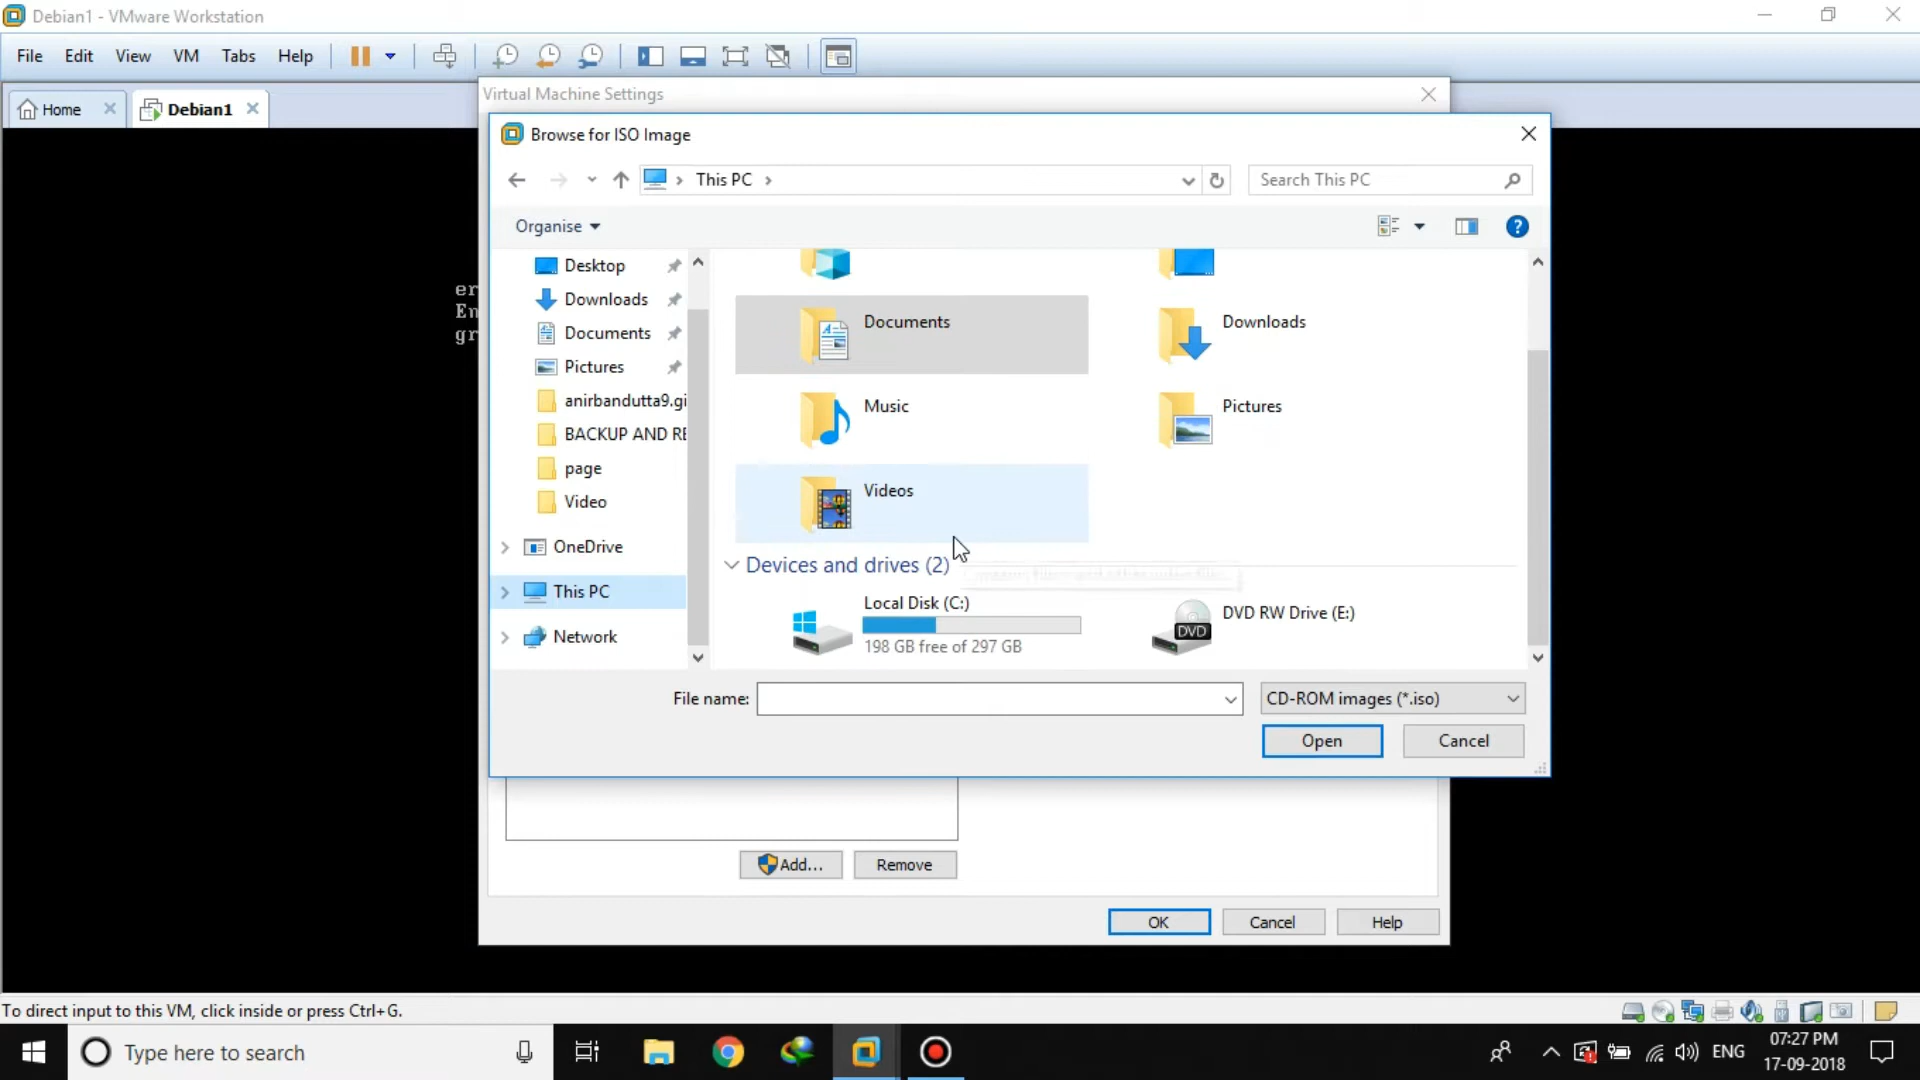 Debian1 - VMware Workstation
File Edit View VM Tabs Help
Home Debian1
Virtual Machine Settings
Browse for ISO Image
This PC
Search This PC
Organise
Desktop
Downloads
Documents
Pictures
anirbandutta9.gi
BACKUP AND RE
page
Video
OneDrive
This PC
Network
Documents
Downloads
Music
Pictures
Videos
Devices and drives (2)
Local Disk (C:)
198 GB free of 297 GB
DVD
DVD RW Drive (E:)
er
En
gr
File name:
CD-ROM images (*.iso)
Open Cancel
Add... Remove
OK Cancel Help
To direct input to this VM, click inside or press Ctrl+G.
Type here to search
ENG
07:27 PM
17-09-2018